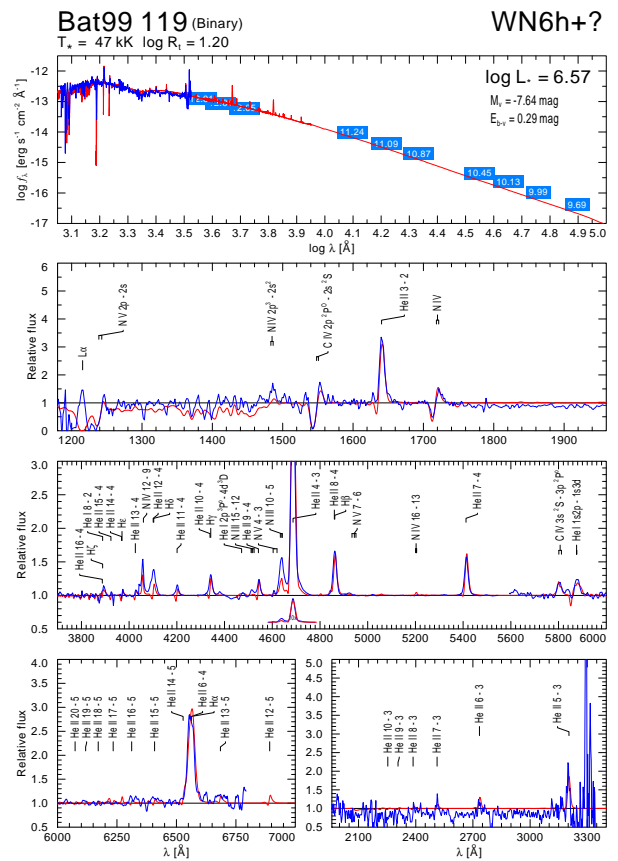 Bat99 119 (Binary)
WN6h+?
T* = 47 kK log Rt = 1.20
log L* = 6.57
Mv = -7.64 mag
Eb-v = 0.29 mag
log fλ [erg s-1 cm-2 Å-1]
-12
-13
-14
-15
-16
-17
11.24
11.09
10.87
10.45
10.13
9.99
9.69
3.1 3.2 3.3 3.4 3.5 3.6 3.7 3.8 3.9 4.0 4.1 4.2 4.3 4.4 4.5 4.6 4.7 4.8 4.9 5.0
log λ [Å]
Relative flux
6
5
4
3
2
1
0
Lα
N V 2p - 2s
N IV 2p3 - 2s2
C IV 2p 2P0 - 2s 2S
He II 3 - 2
N IV
1200 1300 1400 1500 1600 1700 1800 1900
Relative flux
3.0
2.5
2.0
1.5
1.0
0.6
He II 16 - 4
Hζ
He I 8 - 2
He II 15 - 4
He II 14 - 4
Hε
He II 13 - 4
N IV 12 - 9
He II 12 - 4
Hδ
He II 11 - 4
He II 10 - 4
Hγ
He I 2p3P0 - 4d3D
N III 15 - 12
He II 9 - 4
N V 4 - 3
N III 10 - 5
He II 4 - 3
He II 8 - 4
Hβ
N V 7 - 6
N IV 16 - 13
He II 7 - 4
C IV 3s 2S - 3p 2P0
He I 1s2p - 1s3d
3800 4000 4200 4400 4600 4800 5000 5200 5400 5600 5800 6000
Relative flux
4.0
3.5
3.0
2.5
2.0
1.5
1.0
0.5
He II 20 - 5
He II 19 - 5
He II 18 - 5
He II 17 - 5
He II 16 - 5
He II 15 - 5
He II 14 - 5
He II 6 - 4
Hα
He II 13 - 5
He II 12 - 5
6000 6250 6500 6750 7000
λ [Å]
5.0
4.5
4.0
3.5
3.0
2.5
2.0
1.5
1.0
0.5
He II 10 - 3
He II 9 - 3
He II 8 - 3
He II 7 - 3
He II 6 - 3
He II 5 - 3
2100 2400 2700 3000 3300
λ [Å]